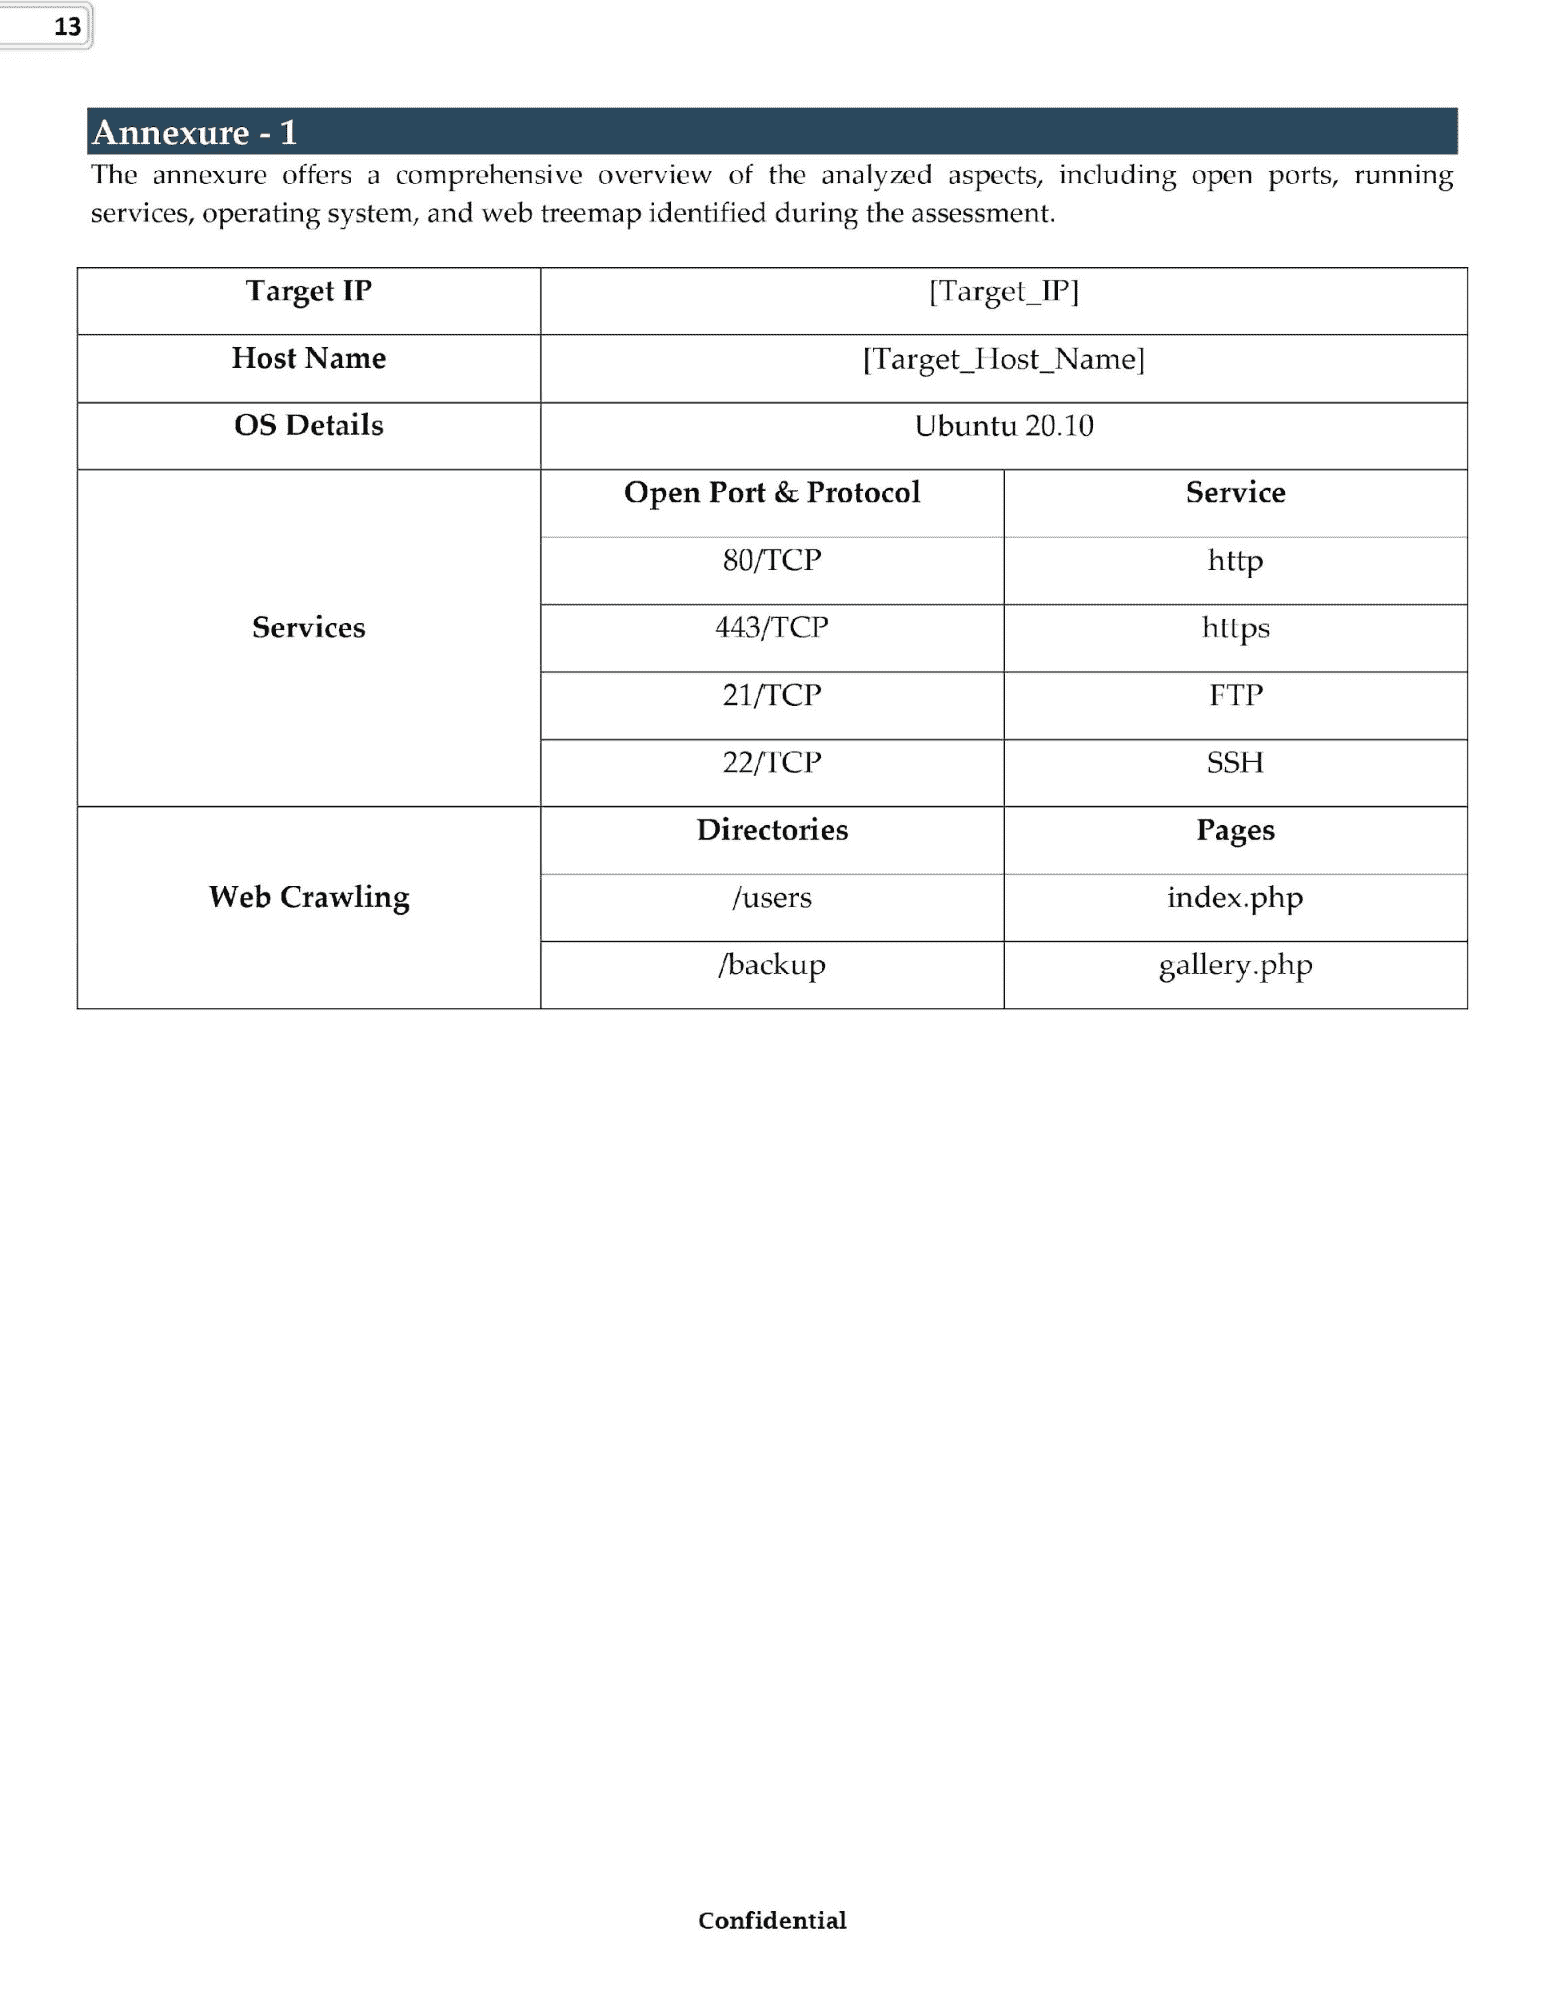 13
Annexure - 1
The annexure offers a comprehensive overview of the analyzed aspects, including open ports, running
services, operating system, and web treemap identified during the assessment.
Target IP [Target_IP]
Host Name [Target_Host_Name]
OS Details Ubuntu 20.10
Open Port & Protocol Service
80/TCP http
Services 443/TCP https
21/TCP FTP
22/TCP SSH
Directories Pages
Web Crawling /users index.php
/backup gallery.php
Confidential